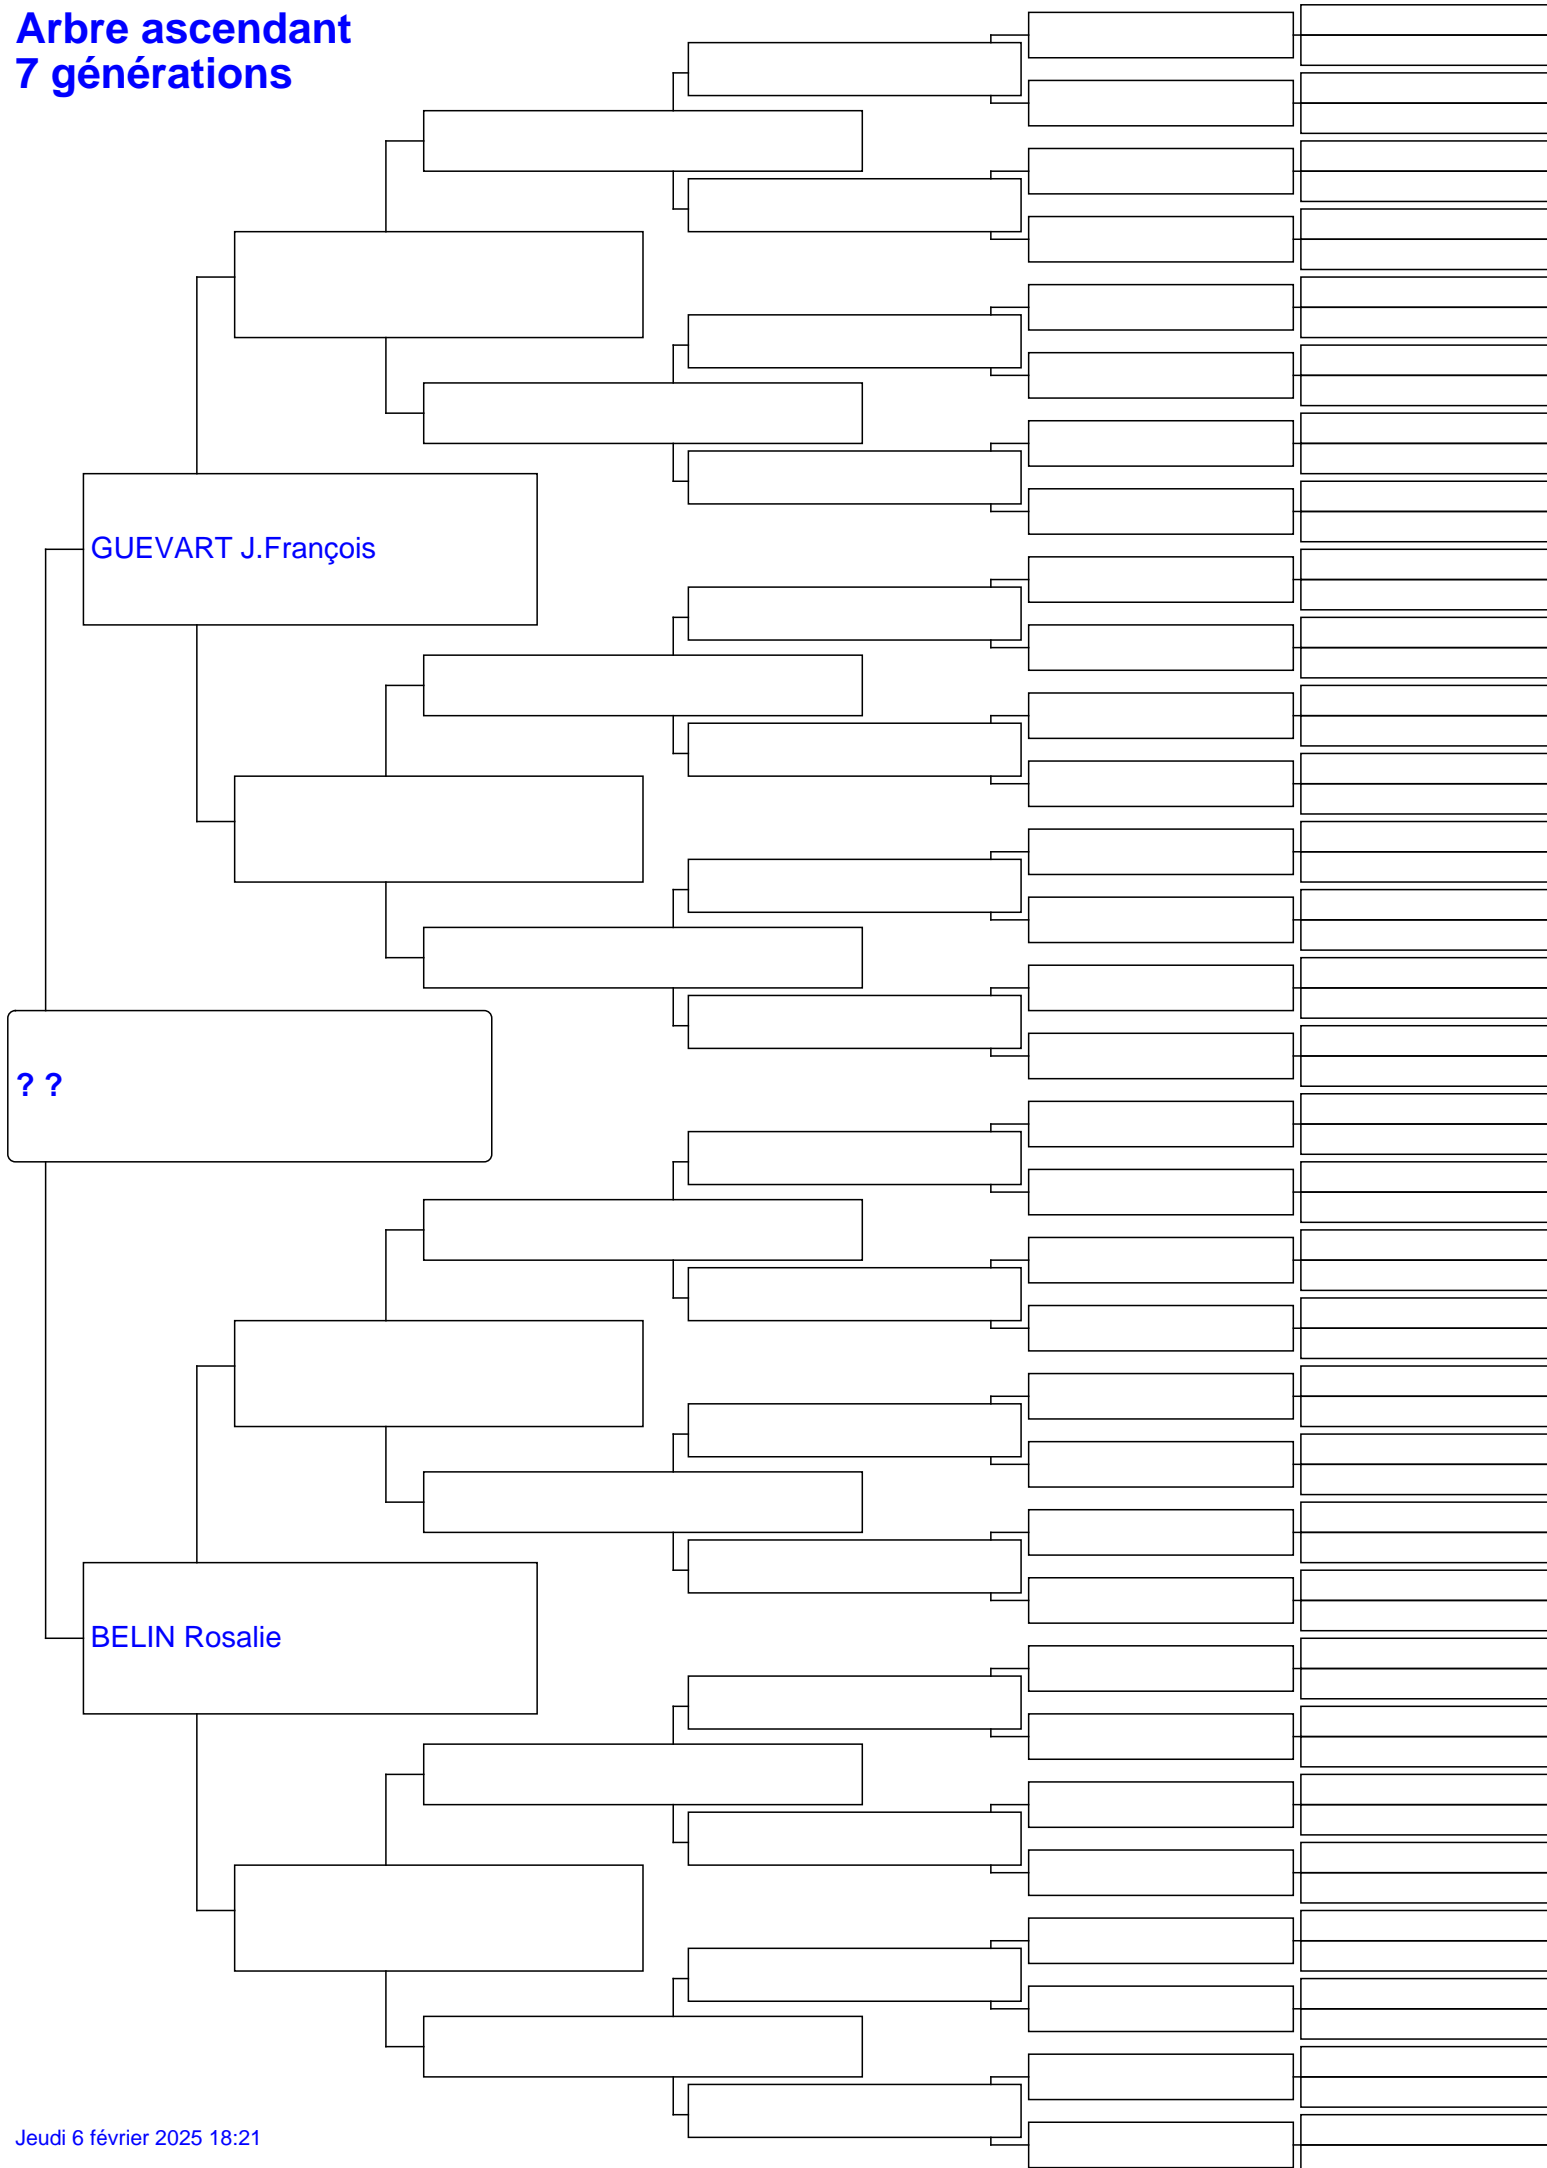 Arbre ascendant
7 générations
GUEVART J.François
? ?
BELIN Rosalie
Jeudi 6 février 2025 18:21